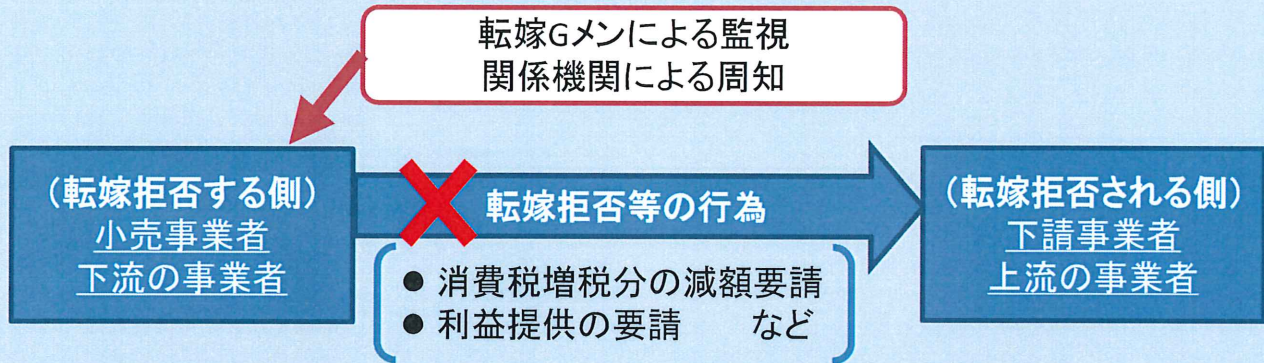 転嫁Gメンによる監視
関係機関による周知
（転嫁拒否する側）
小売事業者
下流の事業者
転嫁拒否等の行為
● 消費税増税分の減額要請
● 利益提供の要請　　など
（転嫁拒否される側）
下請事業者
上流の事業者